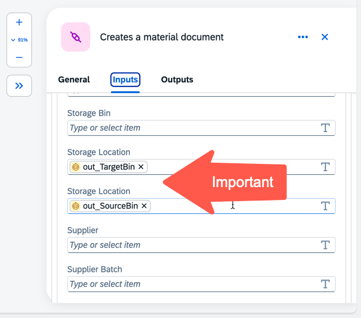 91%
Creates a material document
General
Inputs
Outputs
Storage Bin
Type or select item
Storage Location
out_TargetBin
Storage Location
out_SourceBin
Important
Supplier
Type or select item
Supplier Batch
Type or select item